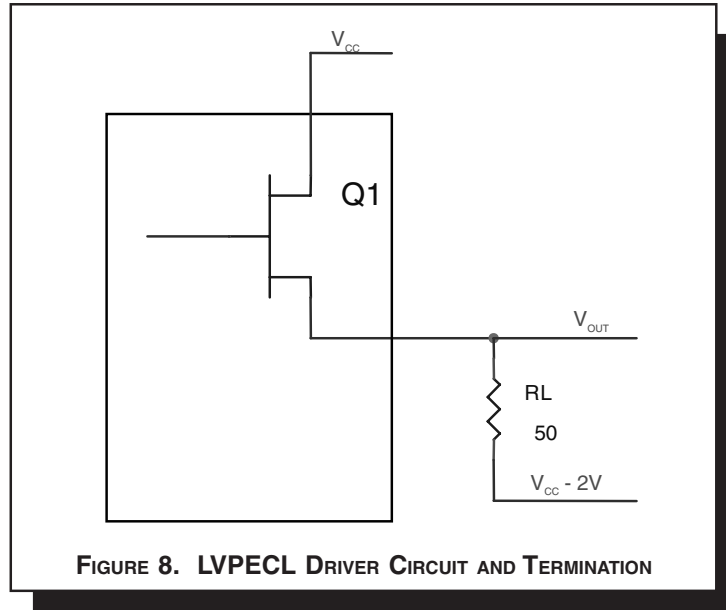 VCC
Q1
VOUT
RL
50
VCC - 2V
FIGURE 8. LVPECL DRIVER CIRCUIT AND TERMINATION